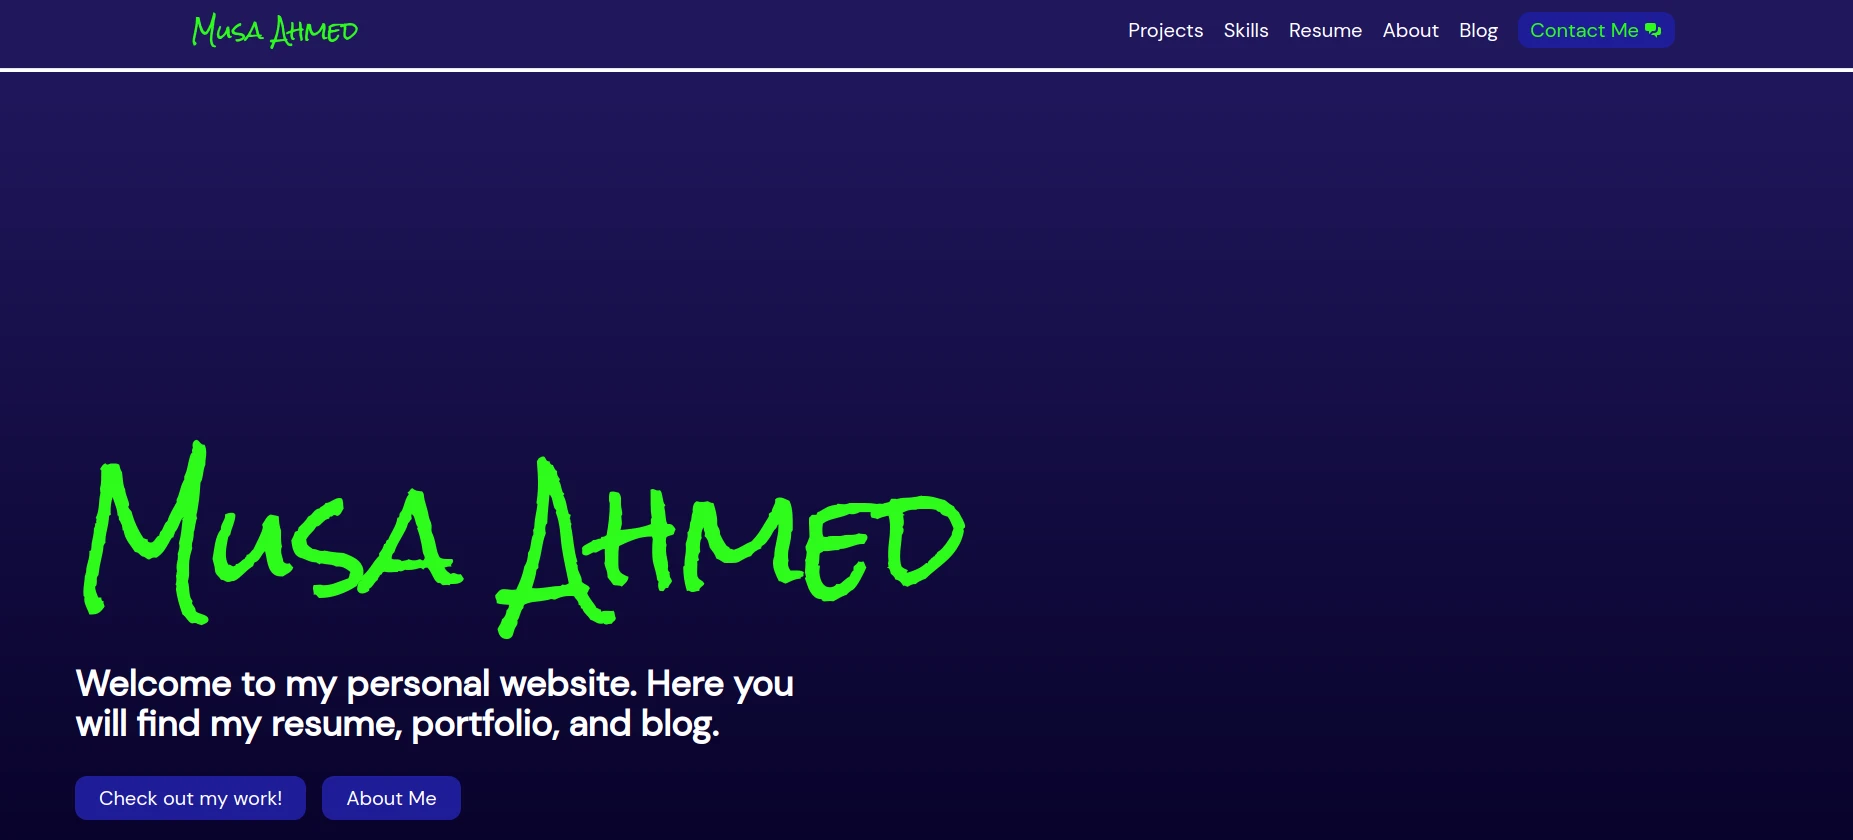 Musa Ahmed
Projects Skills Resume About Blog Contact Me
Musa Ahmed
Welcome to my personal website. Here you
will find my resume, portfolio, and blog.
Check out my work! About Me